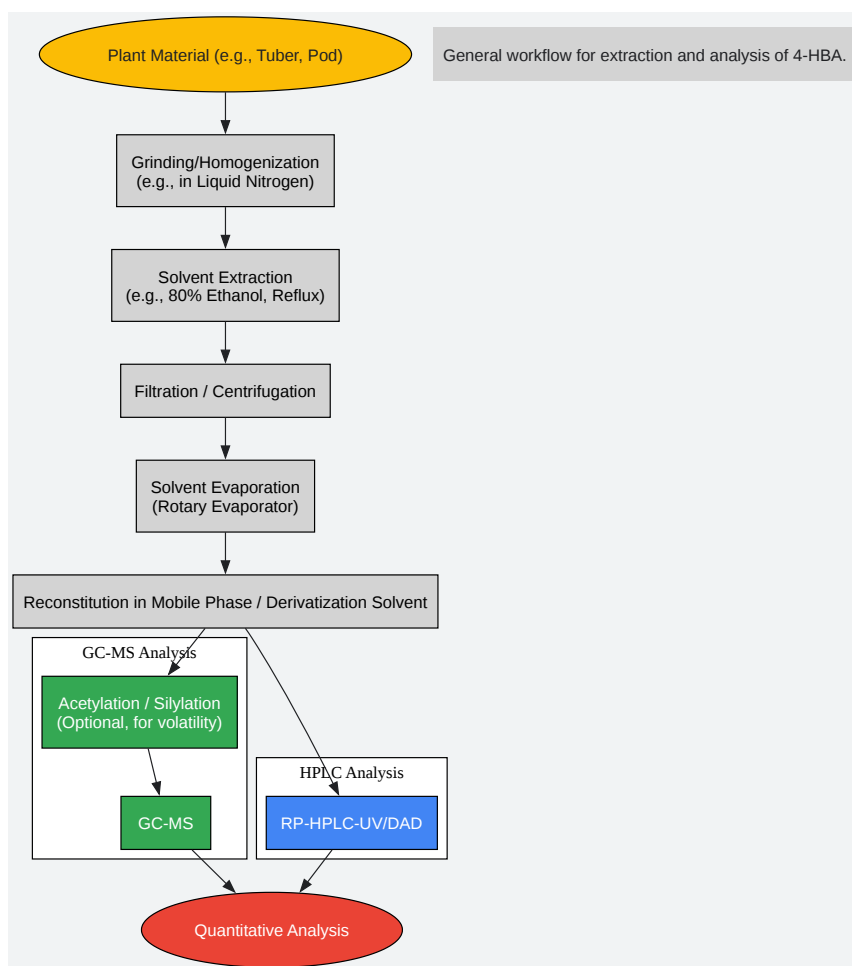 Plant Material (e.g., Tuber, Pod)
General workflow for extraction and analysis of 4-HBA.
Grinding/Homogenization
(e.g., in Liquid Nitrogen)
Solvent Extraction
(e.g., 80% Ethanol, Reflux)
Filtration / Centrifugation
Solvent Evaporation
(Rotary Evaporator)
Reconstitution in Mobile Phase / Derivatization Solvent
GC-MS Analysis
Acetylation / Silylation
(Optional, for volatility)
GC-MS
HPLC Analysis
RP-HPLC-UV/DAD
Quantitative Analysis